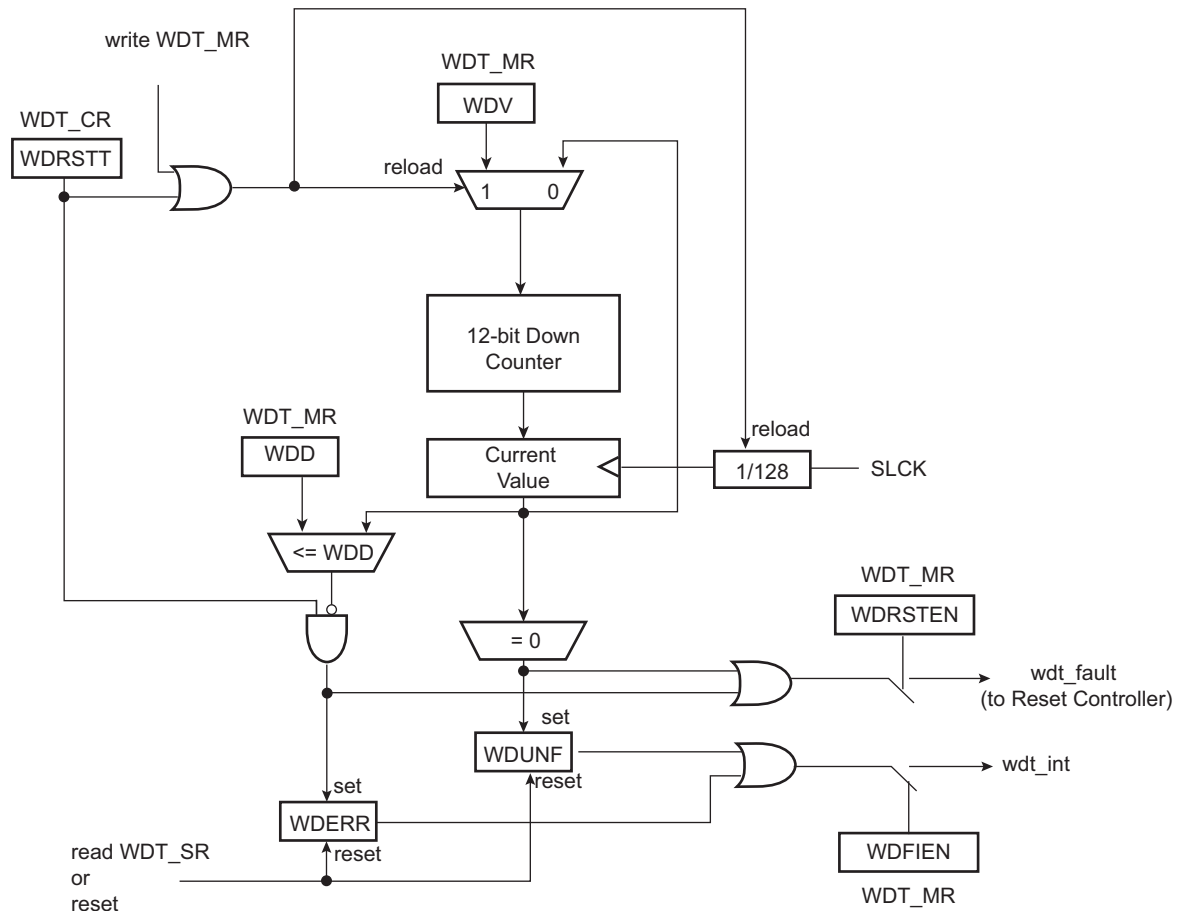 write WDT_MR
WDT_MR
WDV
WDT_CR
WDRSTT
reload
1 0
12-bit Down
Counter
WDT_MR
WDD
reload
Current
Value
1/128
SLCK
<= WDD
WDT_MR
WDRSTEN
= 0
wdt_fault
(to Reset Controller)
set
WDUNF
reset
wdt_int
set
WDERR
reset
WDFIEN
WDT_MR
read WDT_SR
or
reset